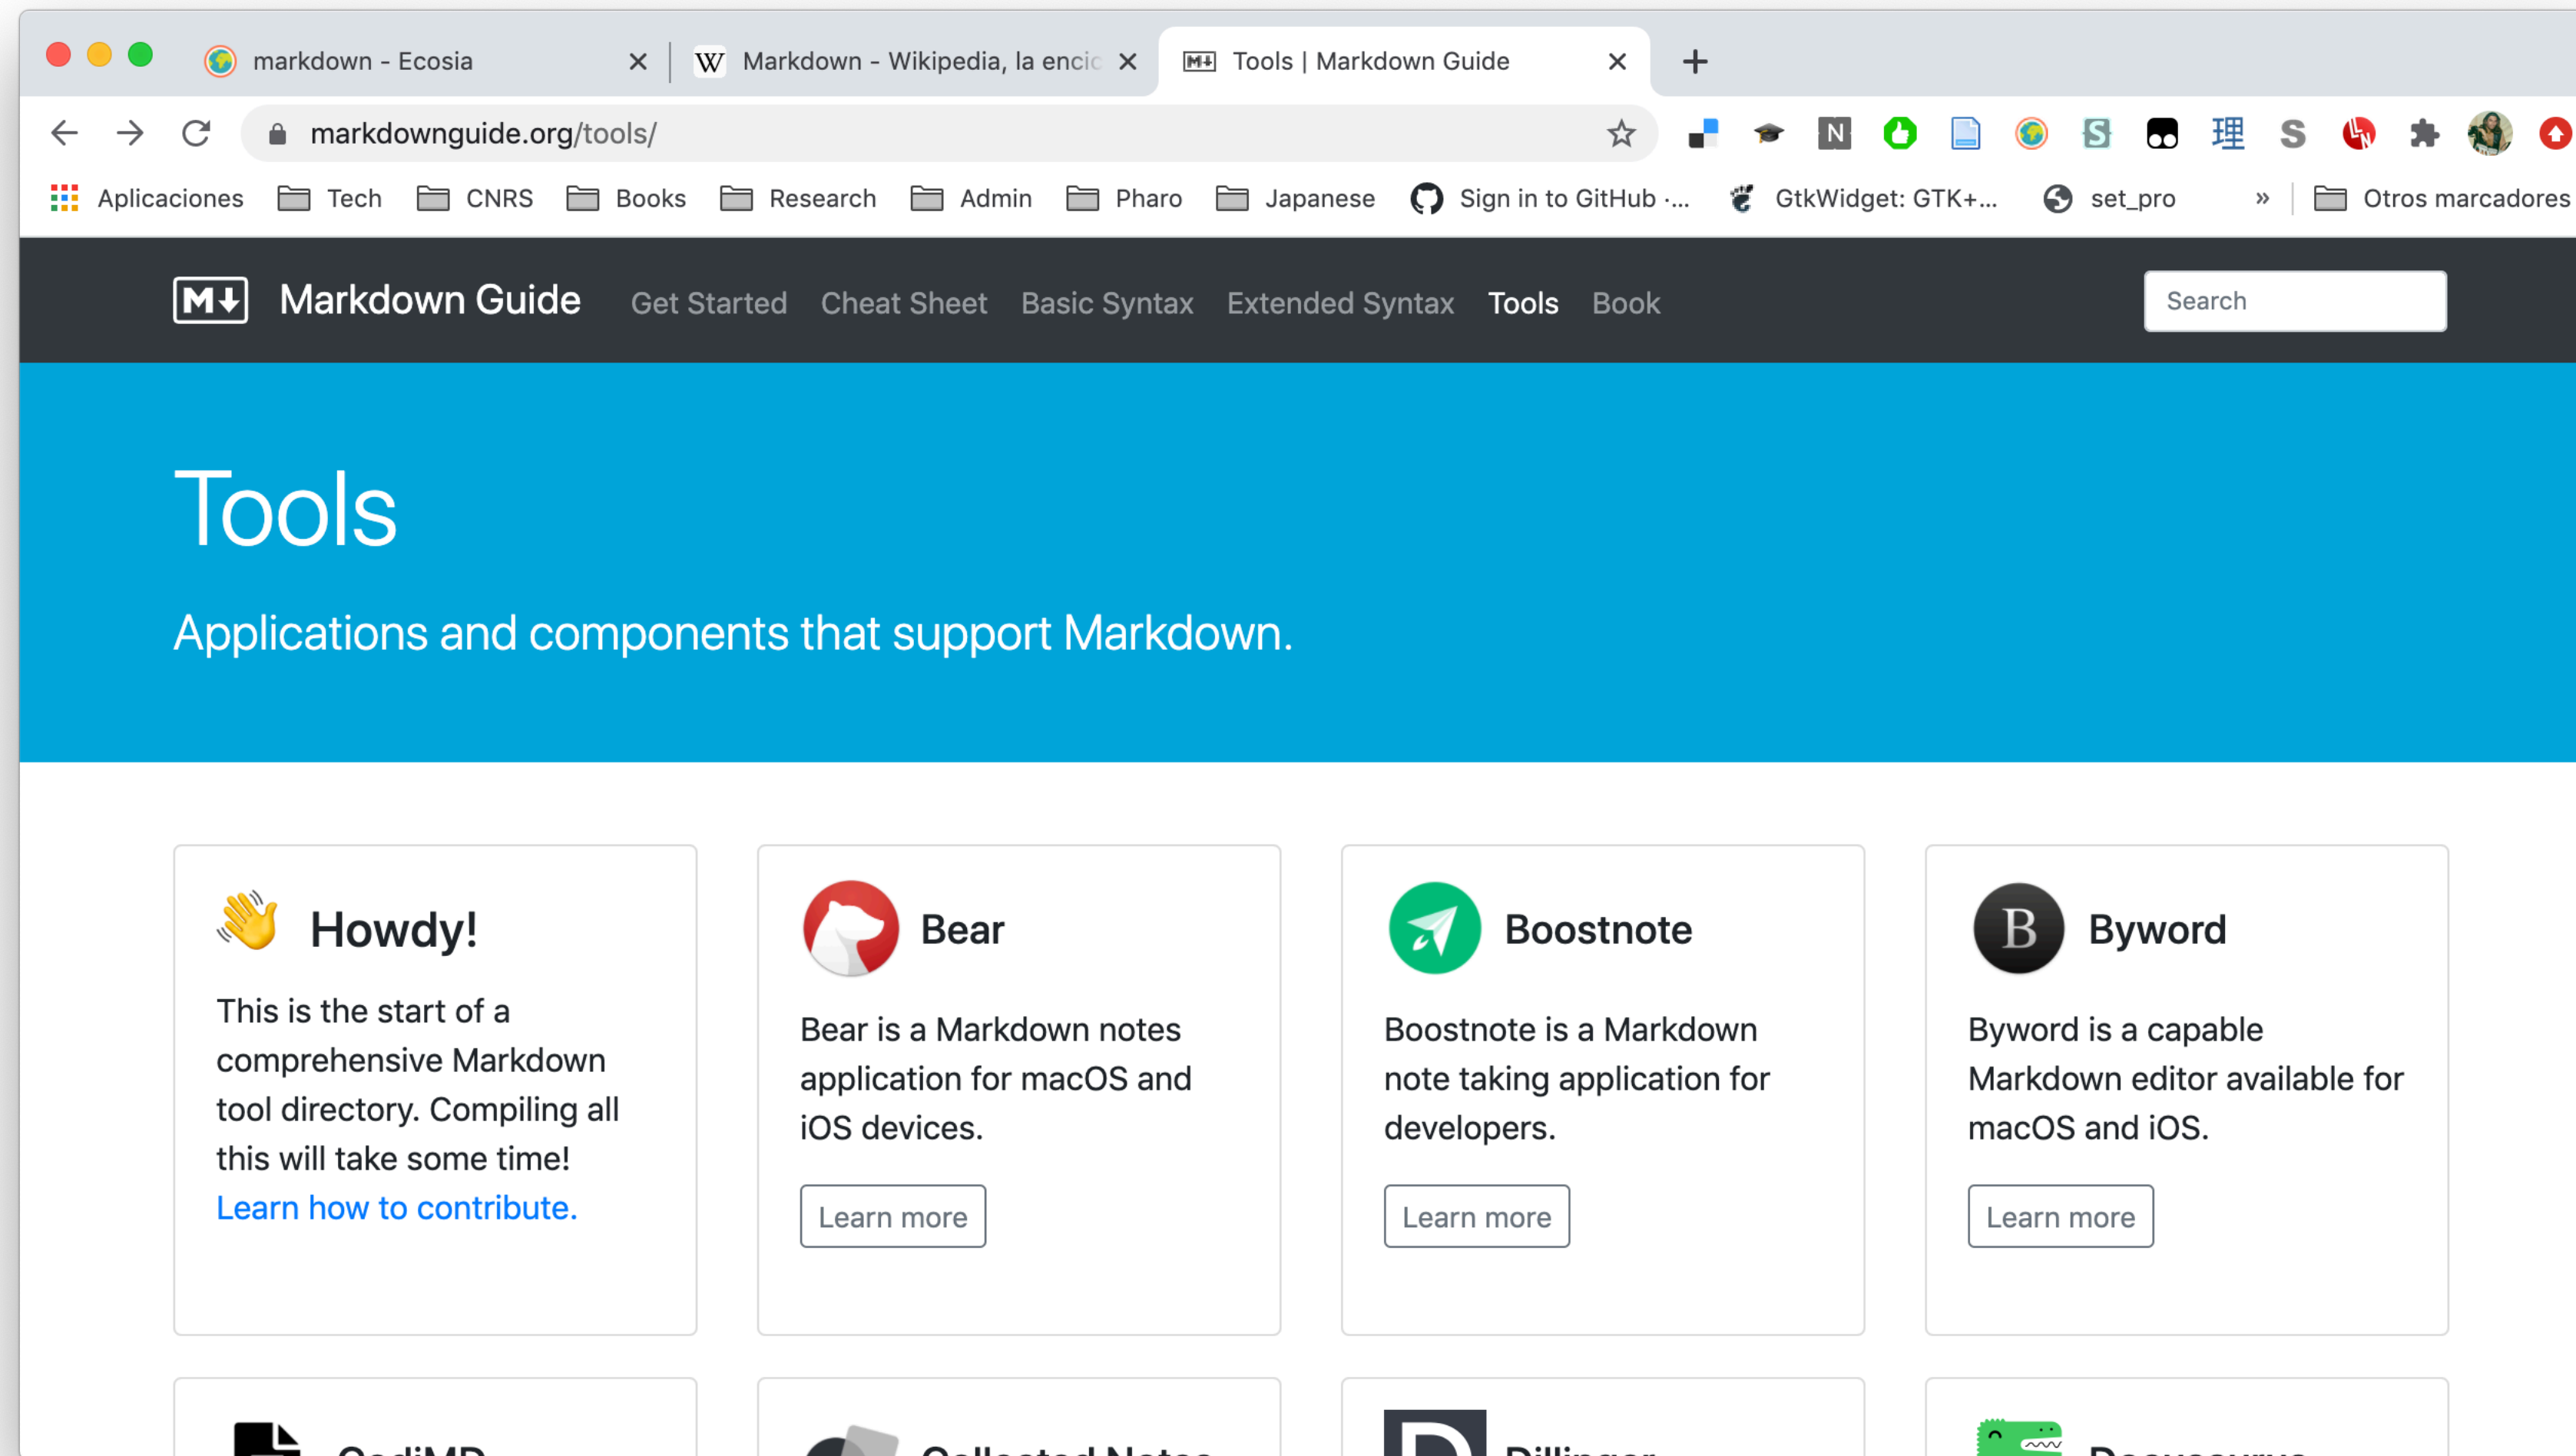 markdown - Ecosia
Markdown - Wikipedia, la encic
Tools | Markdown Guide
markdownguide.org/tools/
Aplicaciones Tech CNRS Books Research Admin Pharo Japanese Sign in to GitHub ·... GtkWidget: GTK+... set_pro » Otros marcadores
M Markdown Guide Get Started Cheat Sheet Basic Syntax Extended Syntax Tools Book Search
Tools
Applications and components that support Markdown.
Howdy!
This is the start of a
comprehensive Markdown
tool directory. Compiling all
this will take some time!
Learn how to contribute.
Bear
Bear is a Markdown notes
application for macOS and
iOS devices.
Learn more
Boostnote
Boostnote is a Markdown
note taking application for
developers.
Learn more
B Byword
Byword is a capable
Markdown editor available for
macOS and iOS.
Learn more
CodiMD
Collected Notes
Dillinger
Docusaurus